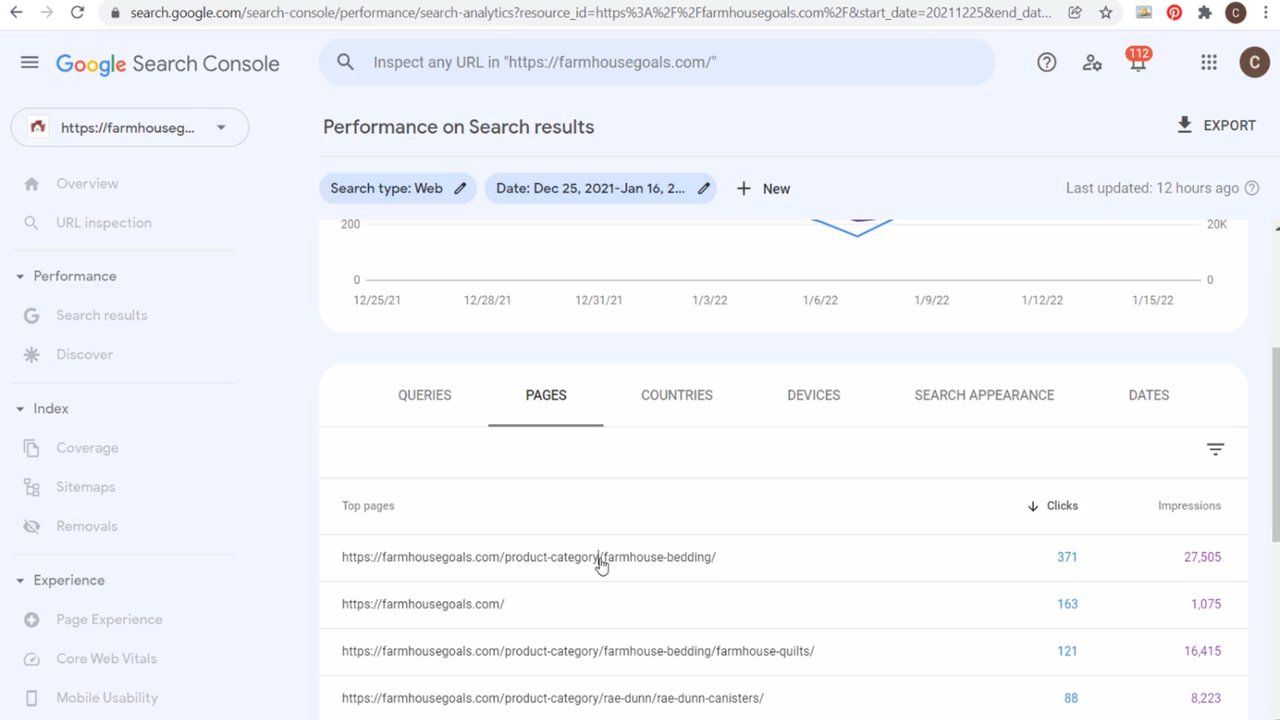 search.google.com/search-console/performance/search-analytics?resource_id=https%3A%2F%2Ffarmhousegoals.com%2F&start_date=20211225&end_dat...
C
Google Search Console
Inspect any URL in "https://farmhousegoals.com/"
112
C
https://farmhouseg...
Performance on Search results
EXPORT
Search type: Web
Date: Dec 25, 2021-Jan 16, 2...
New
Last updated: 12 hours ago
Overview
URL inspection
Performance
Search results
Discover
Index
Coverage
Sitemaps
Removals
Experience
Page Experience
Core Web Vitals
Mobile Usability
200
20K
0
0
12/25/21
12/28/21
12/31/21
1/3/22
1/6/22
1/9/22
1/12/22
1/15/22
QUERIES
PAGES
COUNTRIES
DEVICES
SEARCH APPEARANCE
DATES
Top pages
Clicks
Impressions
https://farmhousegoals.com/product-category/farmhouse-bedding/
371
27,505
https://farmhousegoals.com/
163
1,075
https://farmhousegoals.com/product-category/farmhouse-bedding/farmhouse-quilts/
121
16,415
https://farmhousegoals.com/product-category/rae-dunn/rae-dunn-canisters/
88
8,223